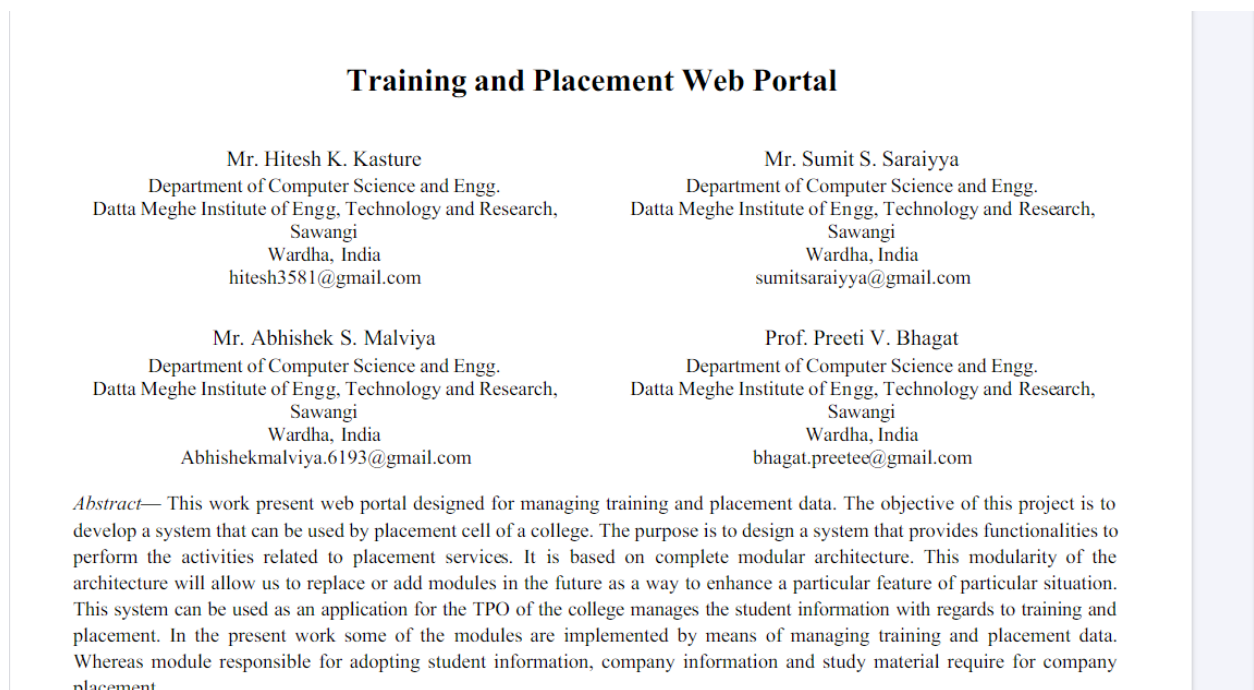 Training and Placement Web Portal
Mr. Hitesh K. Kasture
Department of Computer Science and Engg.
Datta Meghe Institute of Engg, Technology and Research,
Sawangi
Wardha, India
hitesh3581@gmail.com
Mr. Sumit S. Saraiyya
Department of Computer Science and Engg.
Datta Meghe Institute of Engg, Technology and Research,
Sawangi
Wardha, India
sumitsaraiyya@gmail.com
Mr. Abhishek S. Malviya
Department of Computer Science and Engg.
Datta Meghe Institute of Engg, Technology and Research,
Sawangi
Wardha, India
Abhishekmalviya.6193@gmail.com
Prof. Preeti V. Bhagat
Department of Computer Science and Engg.
Datta Meghe Institute of Engg, Technology and Research,
Sawangi
Wardha, India
bhagat.preetee@gmail.com
Abstract— This work present web portal designed for managing training and placement data. The objective of this project is to
develop a system that can be used by placement cell of a college. The purpose is to design a system that provides functionalities to
perform the activities related to placement services. It is based on complete modular architecture. This modularity of the
architecture will allow us to replace or add modules in the future as a way to enhance a particular feature of particular situation.
This system can be used as an application for the TPO of the college manages the student information with regards to training and
placement. In the present work some of the modules are implemented by means of managing training and placement data.
Whereas module responsible for adopting student information, company information and study material require for company
placement